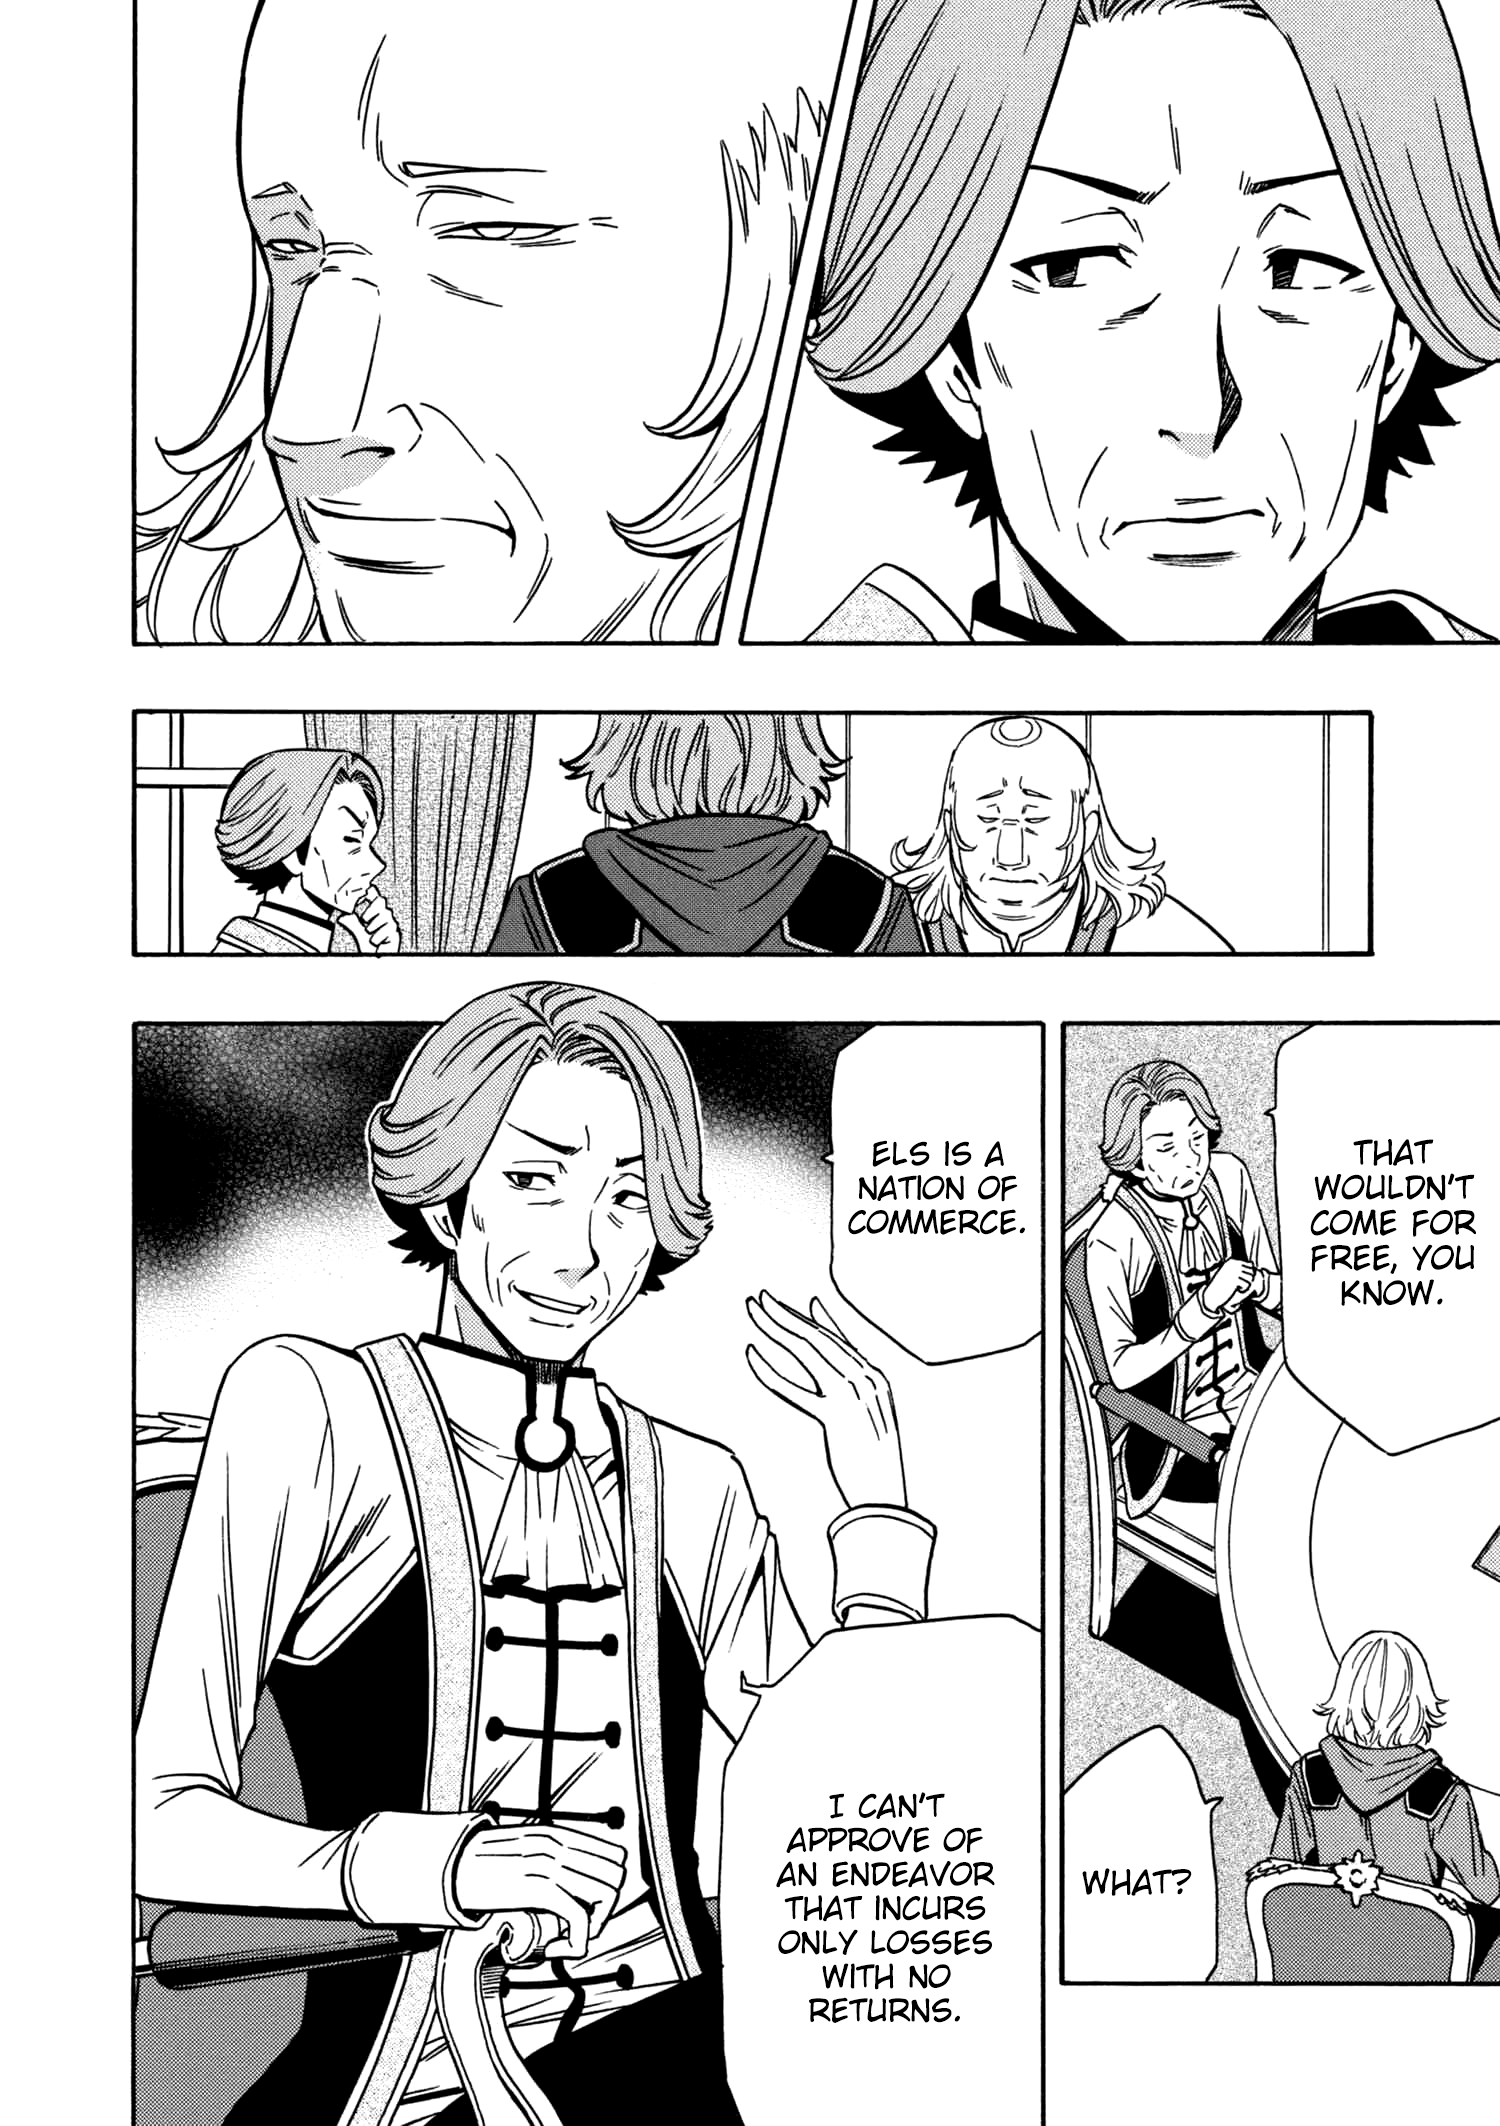 THAT
WOULDN'T
COME FOR
FREE, YOU
KNOW.
WHAT?
ELS IS A
NATION OF
COMMERCE.
I CAN'T
APPROVE OF
AN ENDEAVOR
THAT INCURS
ONLY LOSSES
WITH NO
RETURNS.